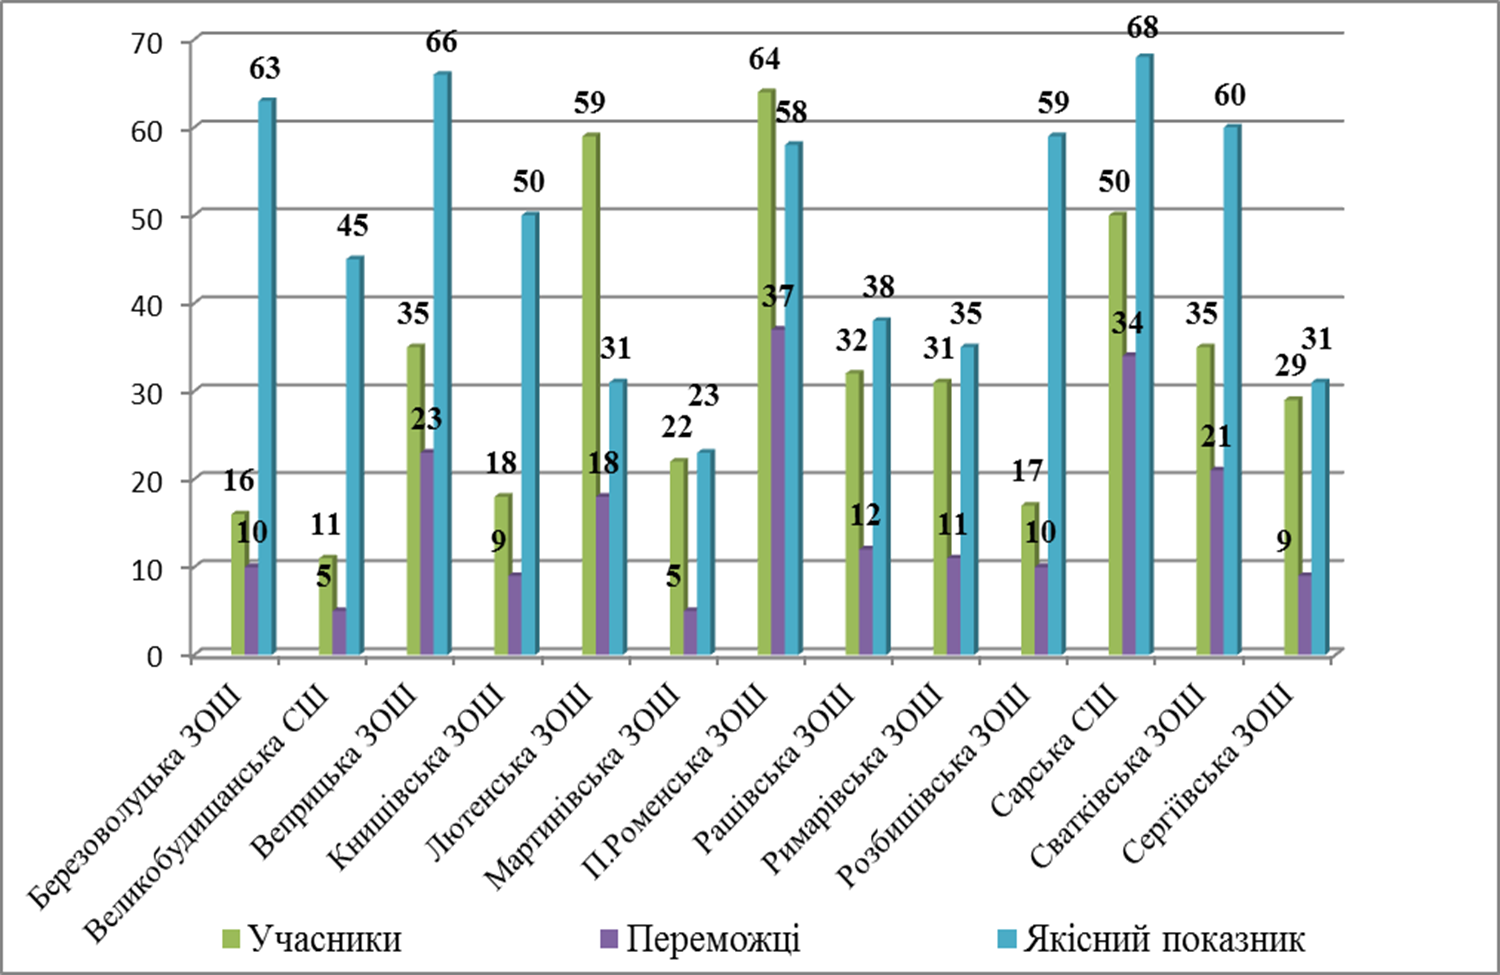 70
60
50
40
30
20
10
0
16
10
63
11
5
45
35
23
66
18
9
50
59
18
31
22
5
23
64
37
58
32
12
38
31
11
35
17
10
59
50
34
68
35
21
60
29
9
31
Березоволуцька ЗОШ
Великобудищанська СШ
Веприцька ЗОШ
Книшівська ЗОШ
Лютенська ЗОШ
Мартинівська ЗОШ
П.Роменська ЗОШ
Рашівська ЗОШ
Римарівська ЗОШ
Розбишівська ЗОШ
Сарська СШ
Сватківська ЗОШ
Сергіївська ЗОШ
Учасники
Переможці
Якісний показник